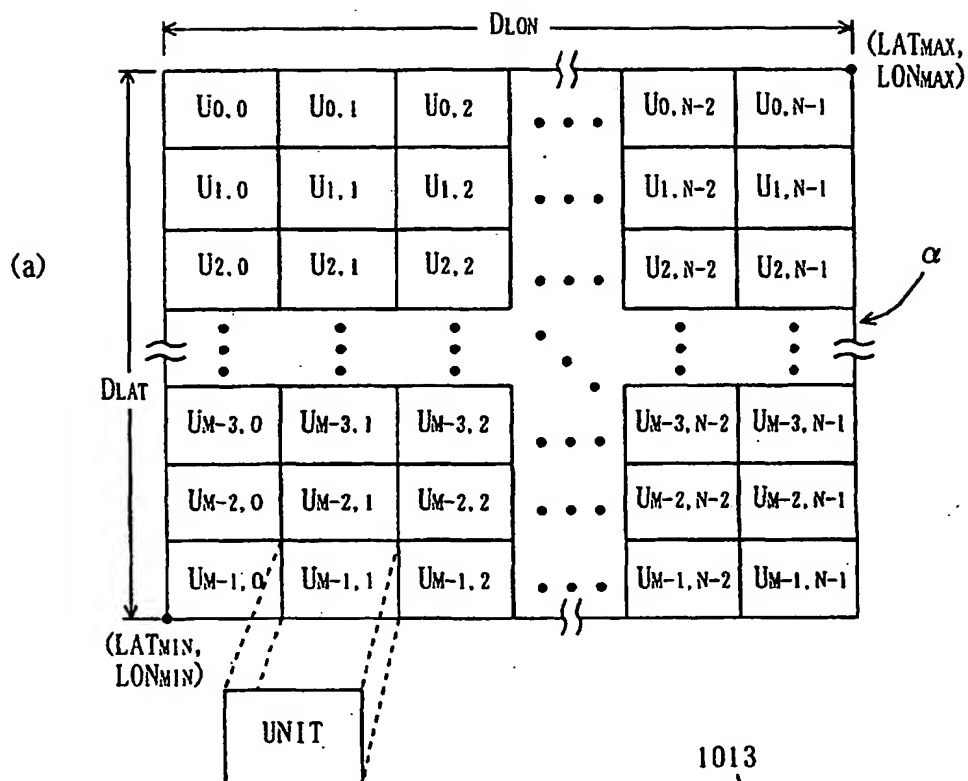 DLON
(LATMAX,
LONMAX)
U0,0 U0,1 U0,2 U0,N-2 U0,N-1
U1,0 U1,1 U1,2 U1,N-2 U1,N-1
(a) U2,0 U2,1 U2,2 U2,N-2 U2,N-1 α
DLAT
UM-3,0 UM-3,1 UM-3,2 UM-3,N-2 UM-3,N-1
UM-2,0 UM-2,1 UM-2,2 UM-2,N-2 UM-2,N-1
UM-1,0 UM-1,1 UM-1,2 UM-1,N-2 UM-1,N-1
(LATMIN,
LONMIN)
UNIT
1013